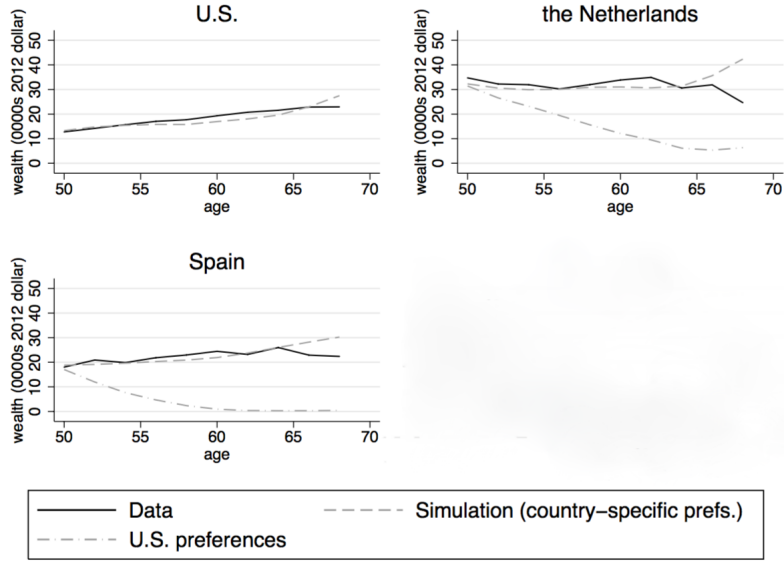 U.S.
wealth (0000s 2012 dollar)
50
40
30
20
10
0
50 55 60 65 70
age
the Netherlands
wealth (0000s 2012 dollar)
50
40
30
20
10
0
50 55 60 65 70
age
Spain
wealth (0000s 2012 dollar)
50
40
30
20
10
0
50 55 60 65 70
age
Data
Simulation (country−specific prefs.)
U.S. preferences